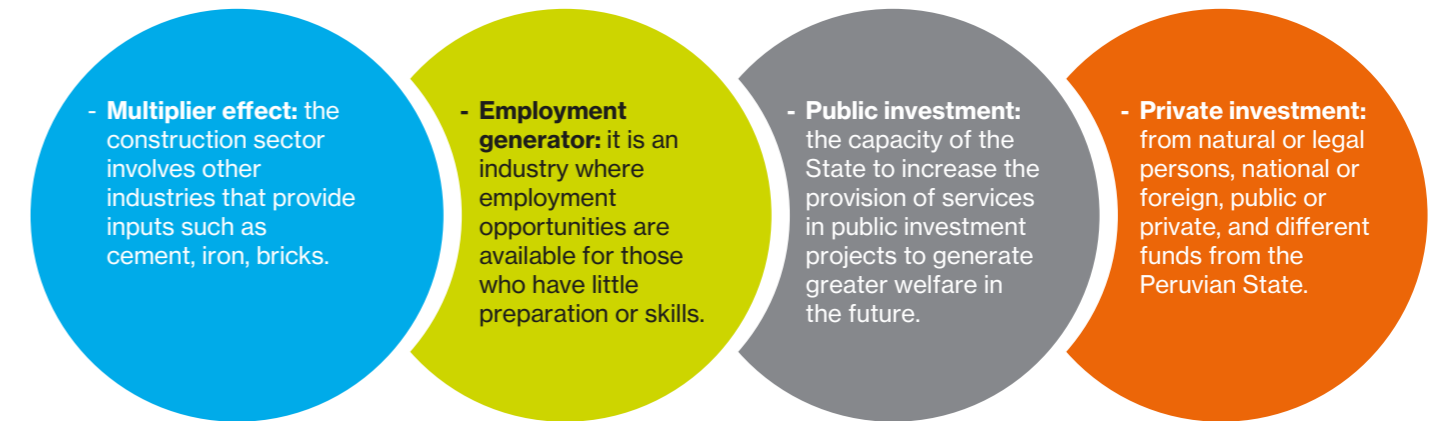 - Multiplier effect: the
construction sector
involves other
industries that provide
inputs such as
cement, iron, bricks.
- Employment
generator: it is an
industry where
employment
opportunities are
available for those
who have little
preparation or skills.
- Public investment:
the capacity of the
State to increase the
provision of services
in public investment
projects to generate
greater welfare in
the future.
- Private investment:
from natural or legal
persons, national or
foreign, public or
private, and different
funds from the
Peruvian State.